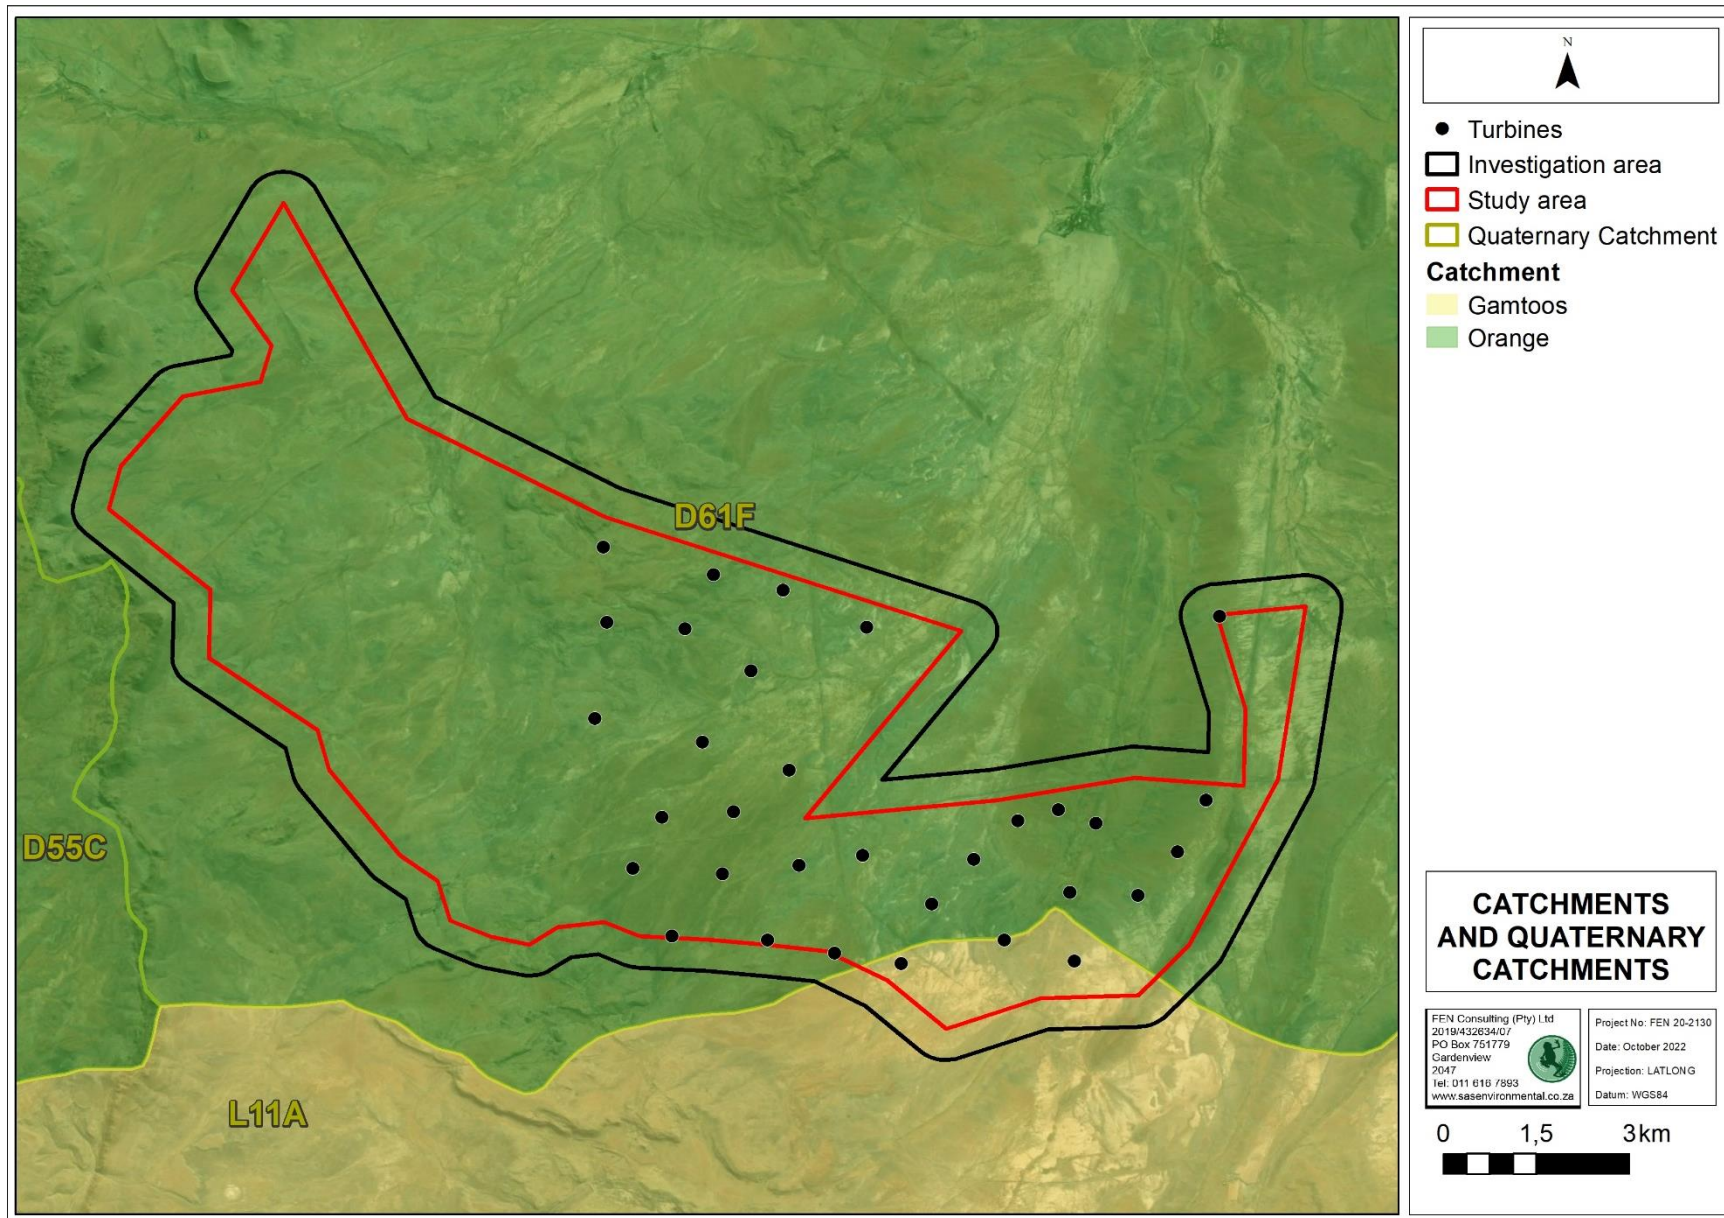 D61F
D55C
L11A
N
Turbines
Investigation area
Study area
Quaternary Catchment
Catchment
Gamtoos
Orange
CATCHMENTS
AND QUATERNARY
CATCHMENTS
FEN Consulting (Pty) Ltd
2019/432634/07
PO Box 751779
Gardenview
2047
Tel: 011 616 7893
www.sasenvironmental.co.za
Project No: FEN 20-2130
Date: October 2022
Projection: LATLONG
Datum: WGS84
0 1,5 3 km